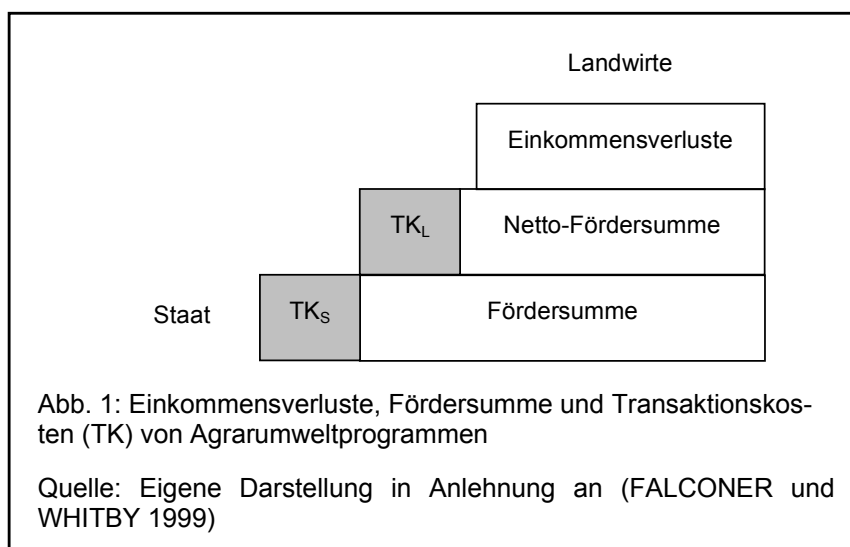 Landwirte
Einkommensverluste
TKL Netto-Fördersumme
Staat TKS Fördersumme
Abb. 1: Einkommensverluste, Fördersumme und Transaktionskos-
ten (TK) von Agrarumweltprogrammen
Quelle: Eigene Darstellung in Anlehnung an (FALCONER und
WHITBY 1999)